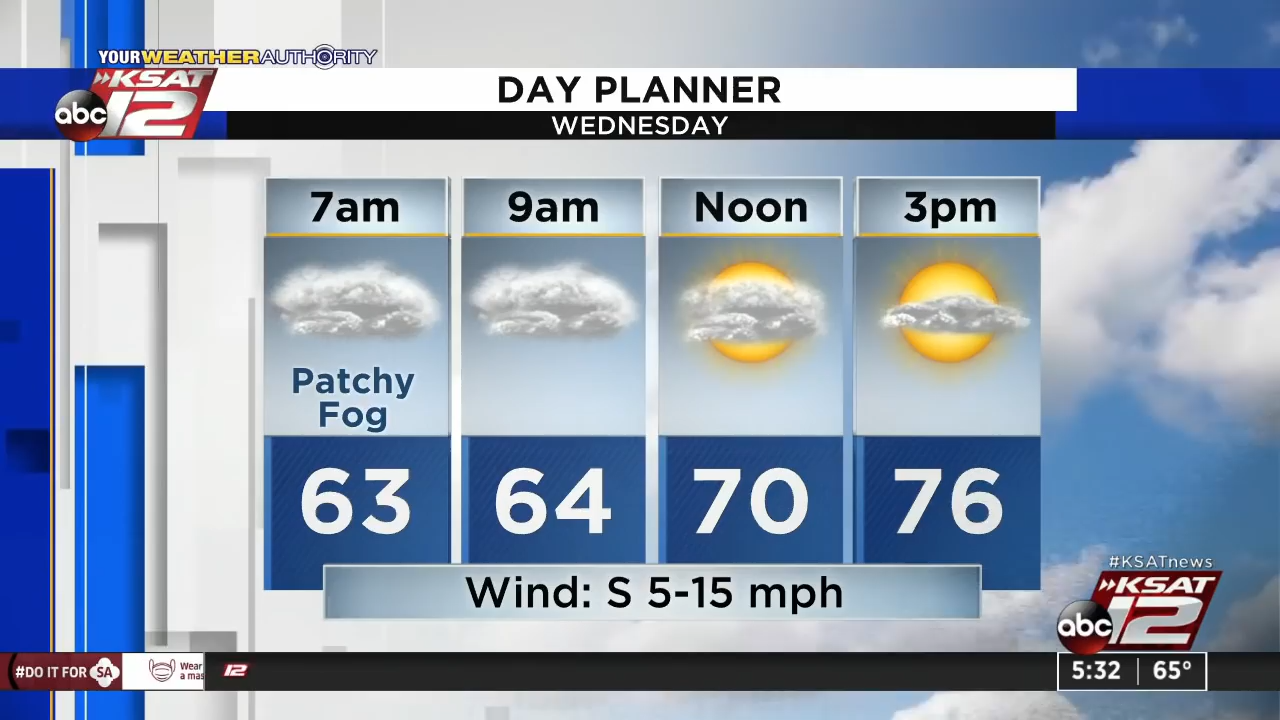 YOUR WEATHER AUTHORITY
KSAT
abc 12
DAY PLANNER
WEDNESDAY
7am 9am Noon 3pm
Patchy
Fog
63 64 70 76
Wind: S 5-15 mph
#KSATnews
KSAT
abc 12
#DO IT FOR SA
Wear
a mas
12
5:32 65°